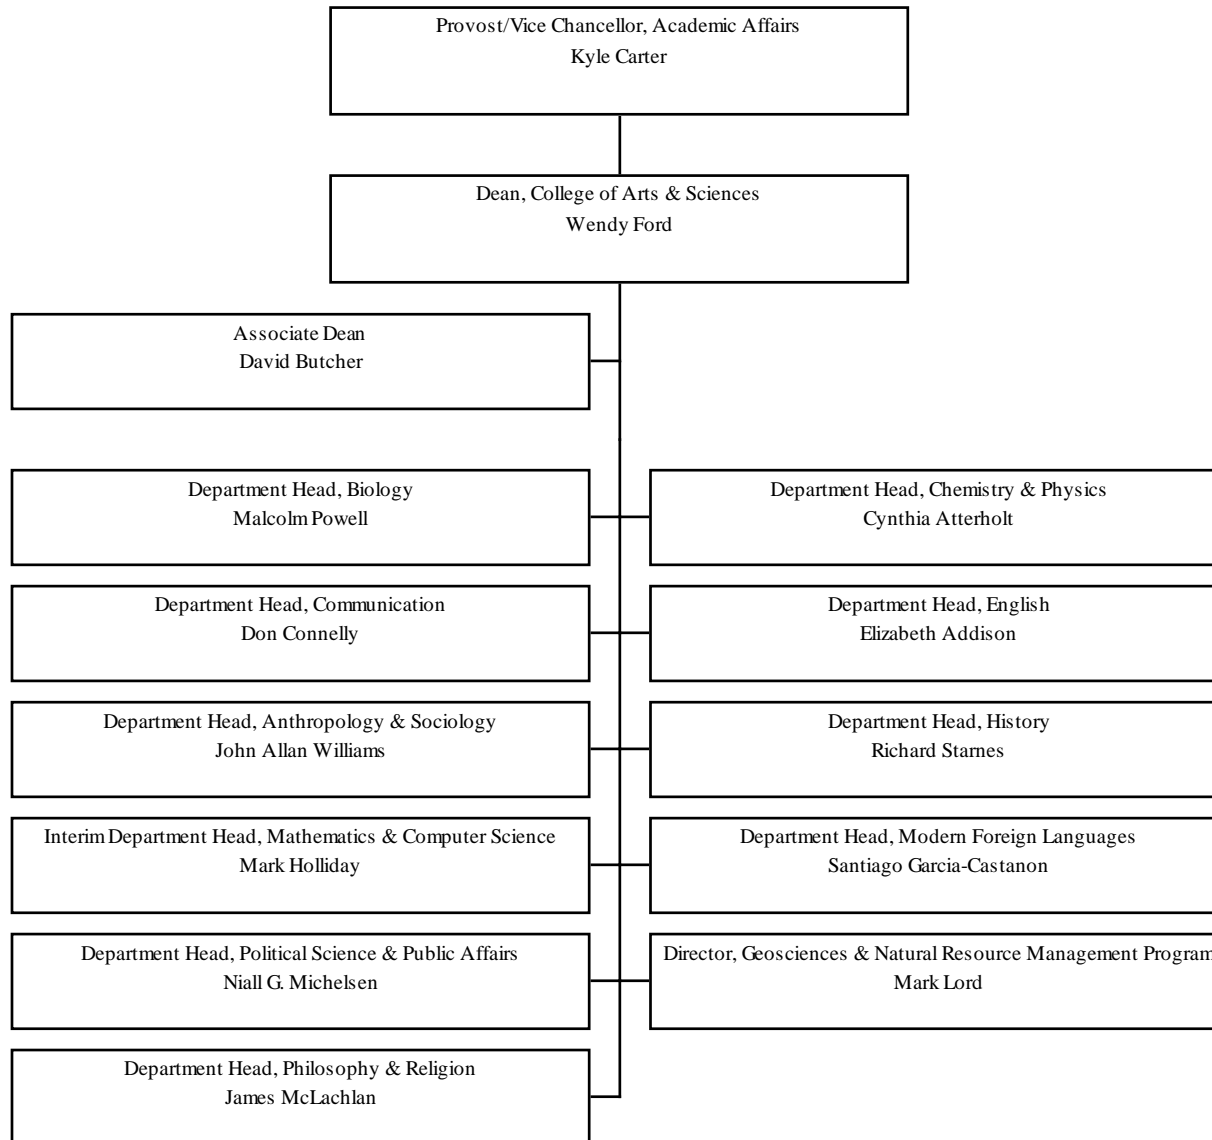 Provost/Vice Chancellor, Academic Affairs
Kyle Carter
Dean, College of Arts & Sciences
Wendy Ford
Associate Dean
David Butcher
Department Head, Biology
Malcolm Powell
Department Head, Chemistry & Physics
Cynthia Atterholt
Department Head, Communication
Don Connelly
Department Head, English
Elizabeth Addison
Department Head, Anthropology & Sociology
John Allan Williams
Department Head, History
Richard Starnes
Interim Department Head, Mathematics & Computer Science
Mark Holliday
Department Head, Modern Foreign Languages
Santiago Garcia-Castanon
Department Head, Political Science & Public Affairs
Niall G. Michelsen
Director, Geosciences & Natural Resource Management Program
Mark Lord
Department Head, Philosophy & Religion
James McLachlan